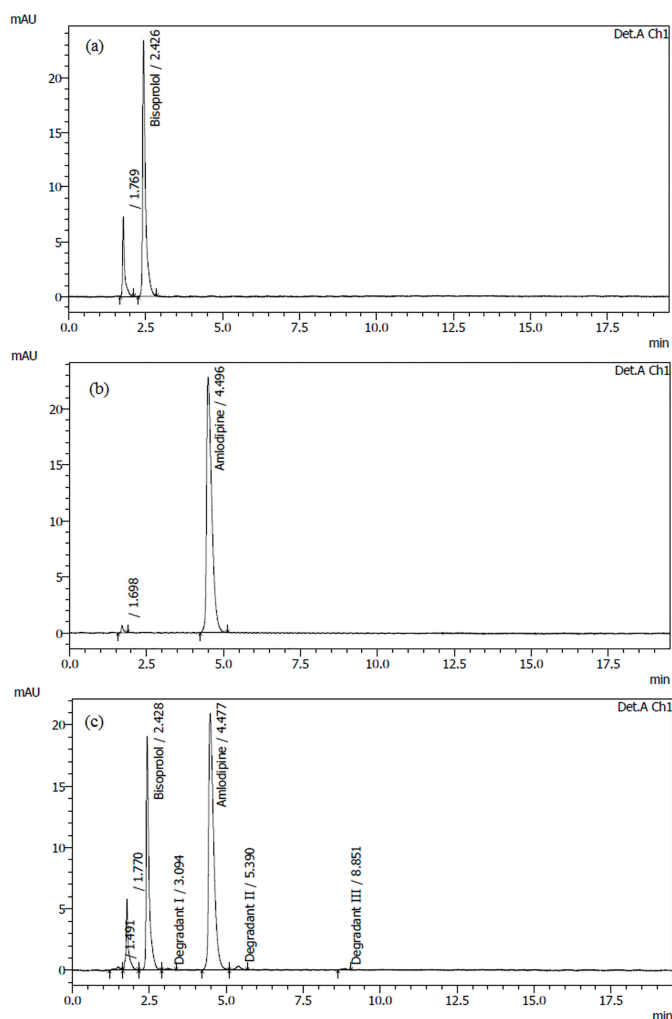 mAU
Det.A Ch1
(a)
Bisoprolol / 2.426
/ 1.769
20
15
10
5
0
0.0 2.5 5.0 7.5 10.0 12.5 15.0 17.5
min
mAU
Det.A Ch1
(b)
Amlodipine / 4.496
/ 1.698
20
15
10
5
0
0.0 2.5 5.0 7.5 10.0 12.5 15.0 17.5
min
mAU
Det.A Ch1
(c)
/ 1.491
/ 1.770
Bisoprolol / 2.428
Degradant I / 3.094
Amlodipine / 4.477
Degradant II / 5.390
Degradant III / 8.851
20
15
10
5
0
0.0 2.5 5.0 7.5 10.0 12.5 15.0 17.5
min